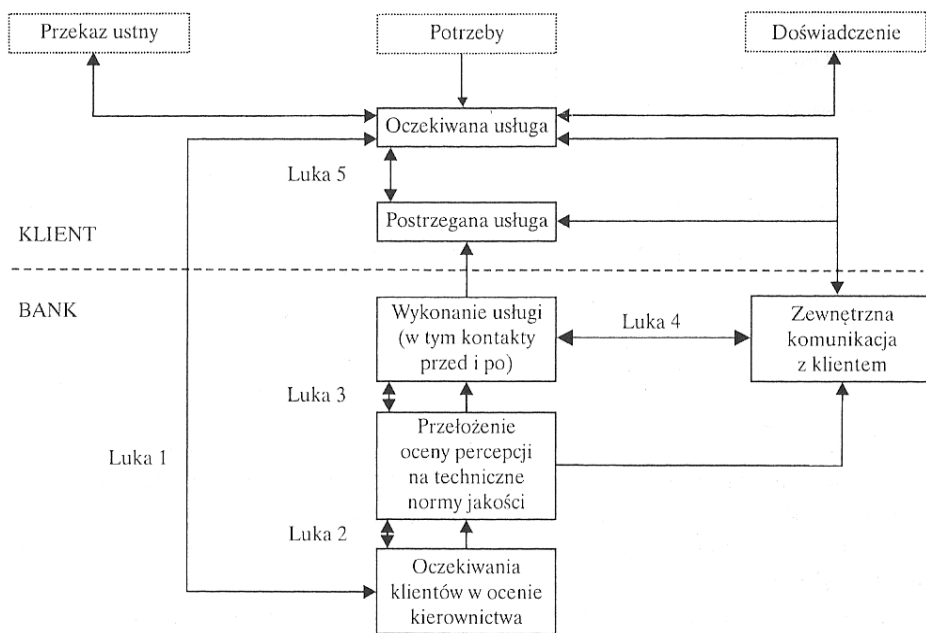 Przekaz ustny
Potrzeby
Doświadczenie
Oczekiwana usługa
Luka 5
Postrzegana usługa
KLIENT
BANK
Wykonanie usługi
(w tym kontakty
przed i po)
Luka 4
Zewnętrzna
komunikacja
z klientem
Luka 3
Przełożenie
oceny percepcji
na techniczne
normy jakości
Luka 1
Luka 2
Oczekiwania
klientów w ocenie
kierownictwa